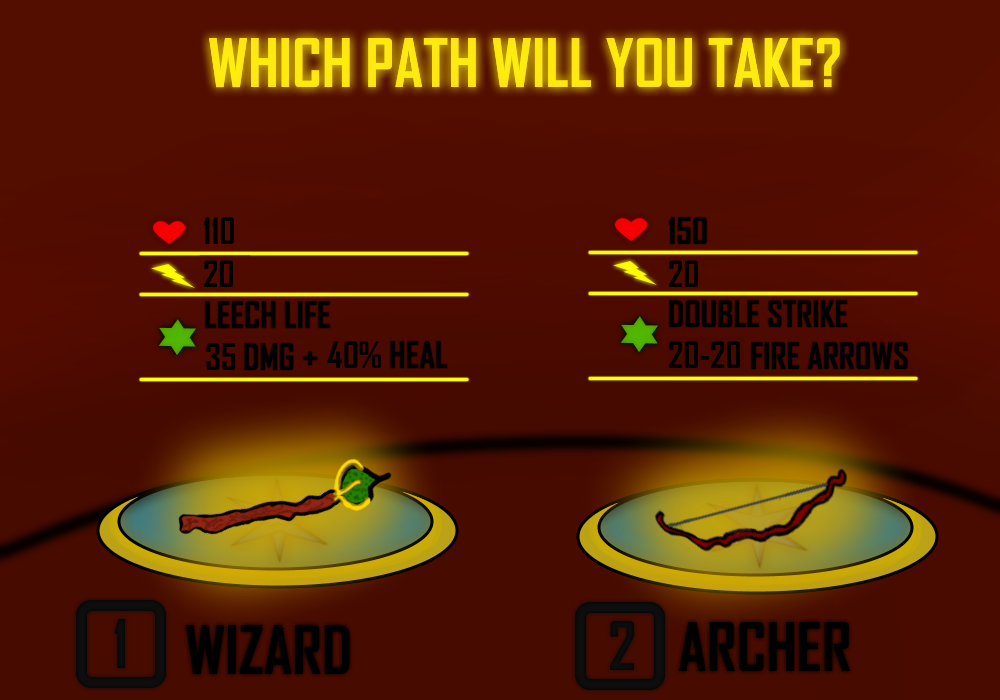 WHICH PATH WILL YOU TAKE?
110
20
LEECH LIFE
35 DMG + 40% HEAL
150
20
DOUBLE STRIKE
20-20 FIRE ARROWS
1 WIZARD
2 ARCHER